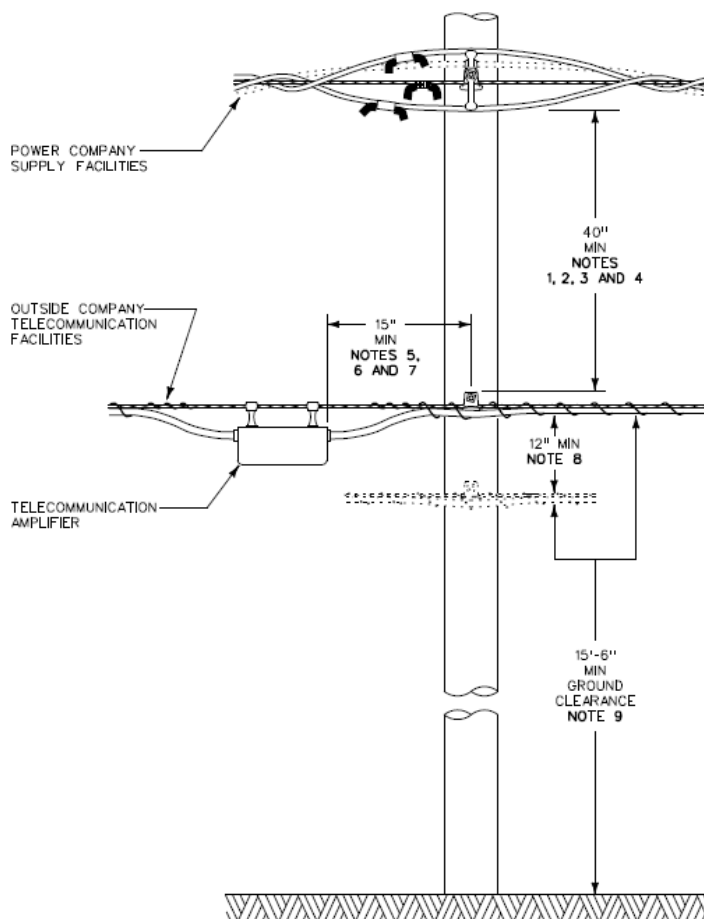 POWER COMPANY
SUPPLY FACILITIES
40"
MIN
NOTES
1, 2, 3 AND 4
OUTSIDE COMPANY
TELECOMMUNICATION
FACILITIES
15"
MIN
NOTES 5,
6 AND 7
12" MIN
NOTE 8
TELECOMMUNICATION
AMPLIFIER
15'-6"
MIN
GROUND
CLEARANCE
NOTE 9